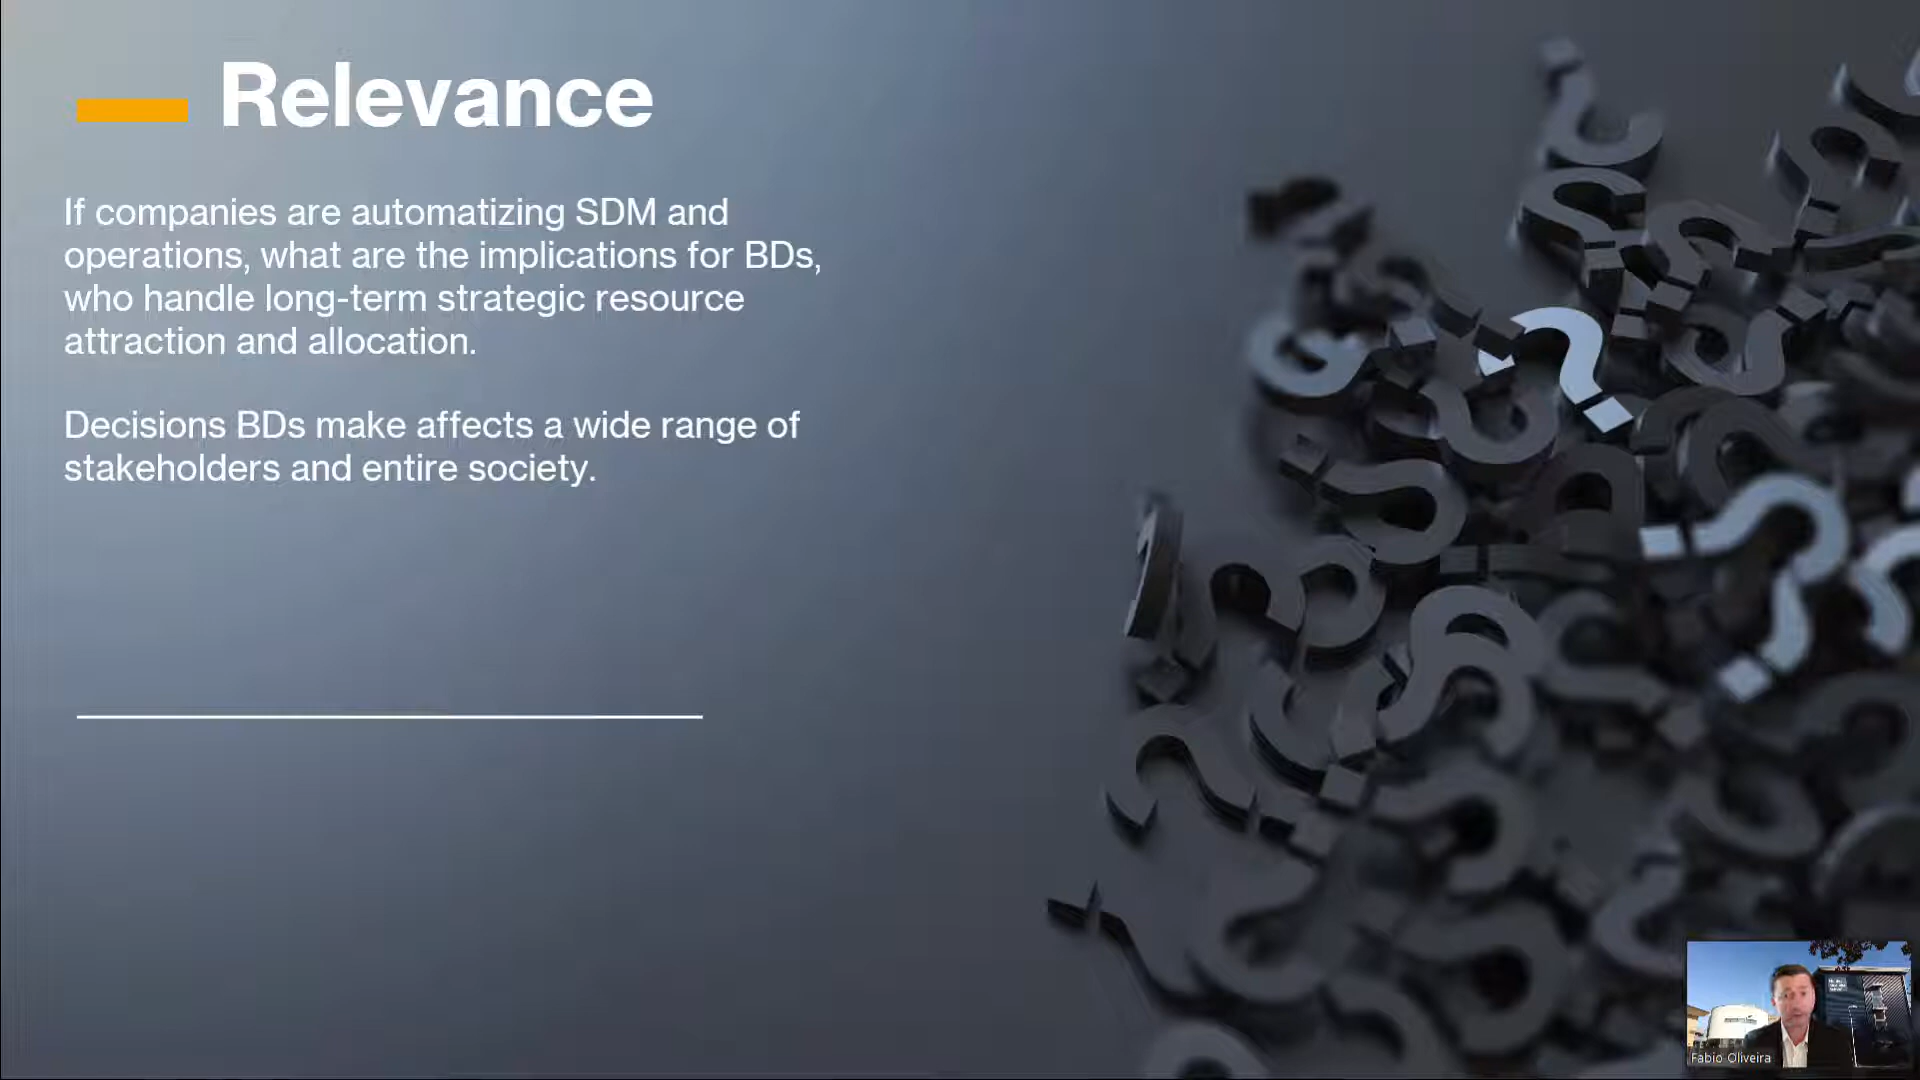 Relevance
If companies are automatizing SDM and
operations, what are the implications for BDs,
who handle long-term strategic resource
attraction and allocation.
Decisions BDs make affects a wide range of
stakeholders and entire society.
Fabio Oliveira